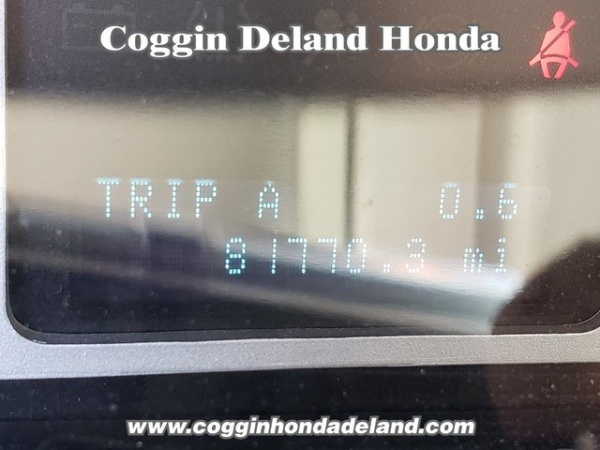 Coggin Deland Honda
TRIP A 0.6
81770.3 mi
www.cogginhondadeland.com